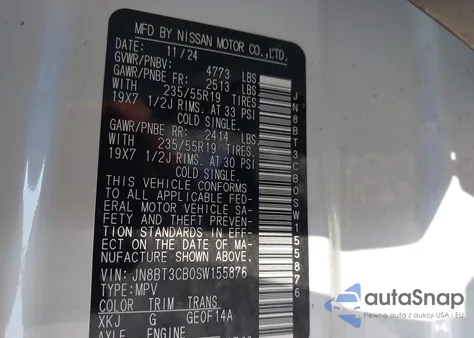 MFD BY NISSAN MOTOR CO.,LTD.
DATE: 11/24
GVWR/PNBV: 4773 LBS
GAWR/PNBE FR: 2513 LBS
WITH 235/55R19 TIRES,
19X7 1/2J RIMS. AT 33 PSI
COLD SINGLE.
GAWR/PNBE RR: 2414 LBS
WITH 235/55R19 TIRES,
19X7 1/2J RIMS. AT 30 PSI
COLD SINGLE.
THIS VEHICLE CONFORMS
TO ALL APPLICABLE FED-
ERAL MOTOR VEHICLE SA-
FETY AND THEFT PREVEN-
TION STANDARDS IN EFF-
ECT ON THE DATE OF MA-
NUFACTURE SHOWN ABOVE.
VIN: JN8BT3CB0SW155876
TYPE: MPV
COLOR TRIM TRANS
XKJ G GE0F14A
AXLE ENGINE
JN8BT3CB0SW155876
autoSnap
Pewne auta z aukcji USA i EU